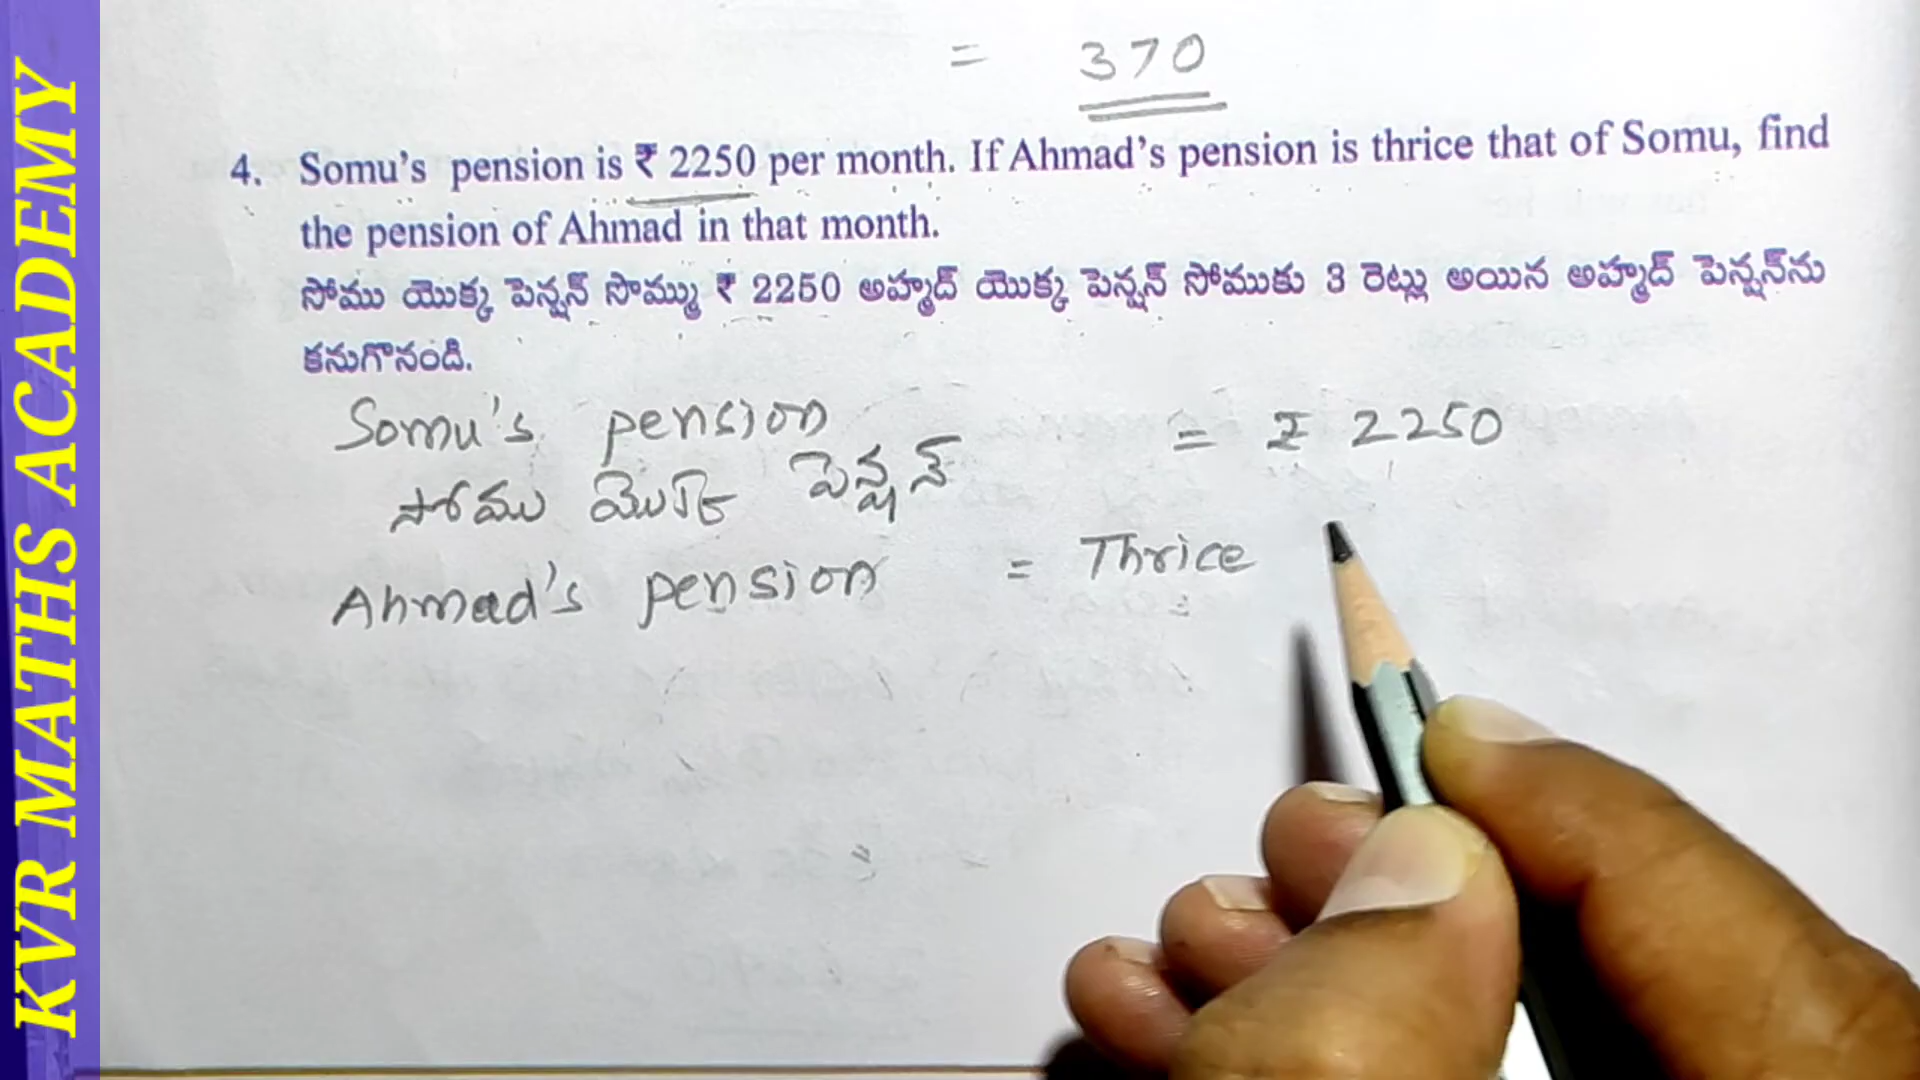 KVR MATHS ACADEMY
= 370
4. Somu's pension is ₹ 2250 per month. If Ahmad's pension is thrice that of Somu, find
the pension of Ahmad in that month.
సోము యొక్క పెన్షన్ సొమ్ము ₹ 2250 అహ్మద్ యొక్క పెన్షన్ సోముకు 3 రెట్లు అయిన అహ్మద్ పెన్షన్‌ను
కనుగొనండి.
Somu's pension = ₹ 2250
సోము యొక్క పెన్షన్
Ahmad's pension = Thrice